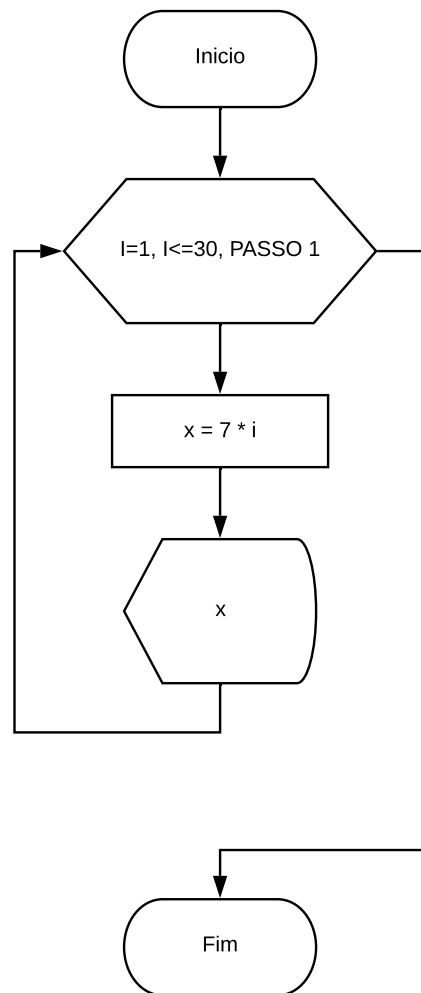 Inicio
I=1, I<=30, PASSO 1
x = 7 * i
x
Fim